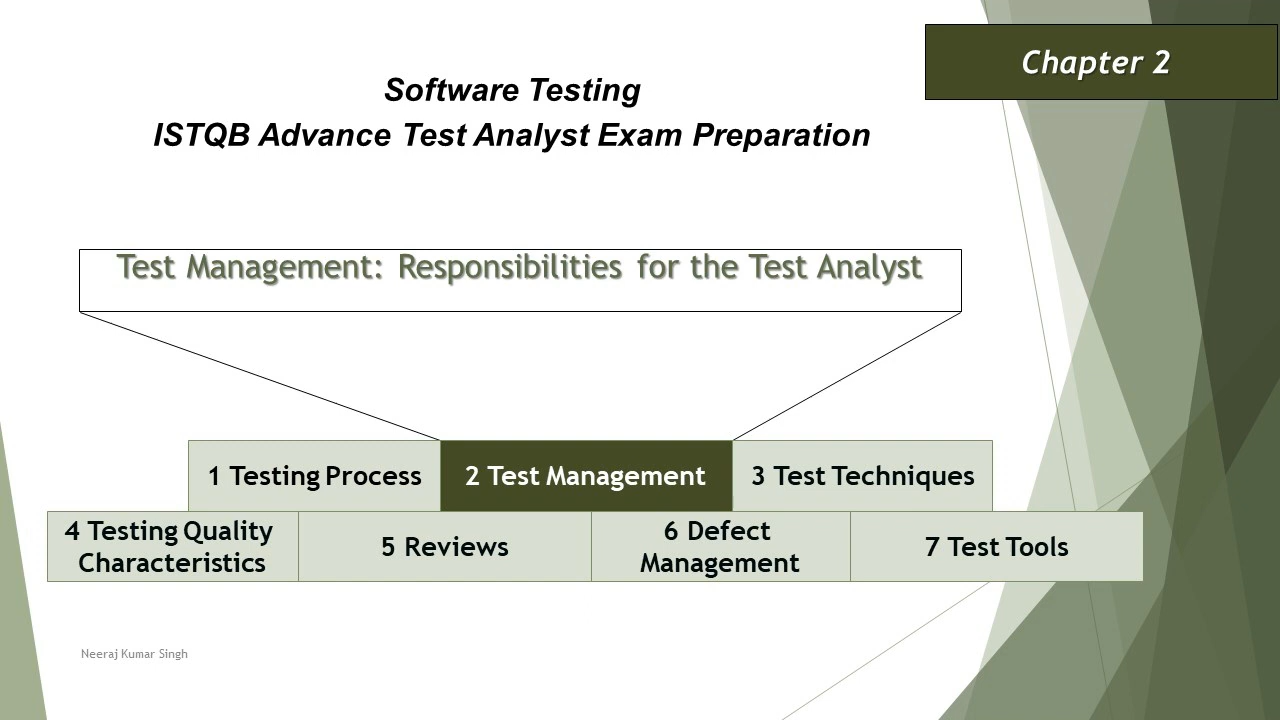 Chapter 2
Software Testing
ISTQB Advance Test Analyst Exam Preparation
Test Management: Responsibilities for the Test Analyst
1 Testing Process
2 Test Management
3 Test Techniques
4 Testing Quality
Characteristics
5 Reviews
6 Defect
Management
7 Test Tools
Neeraj Kumar Singh